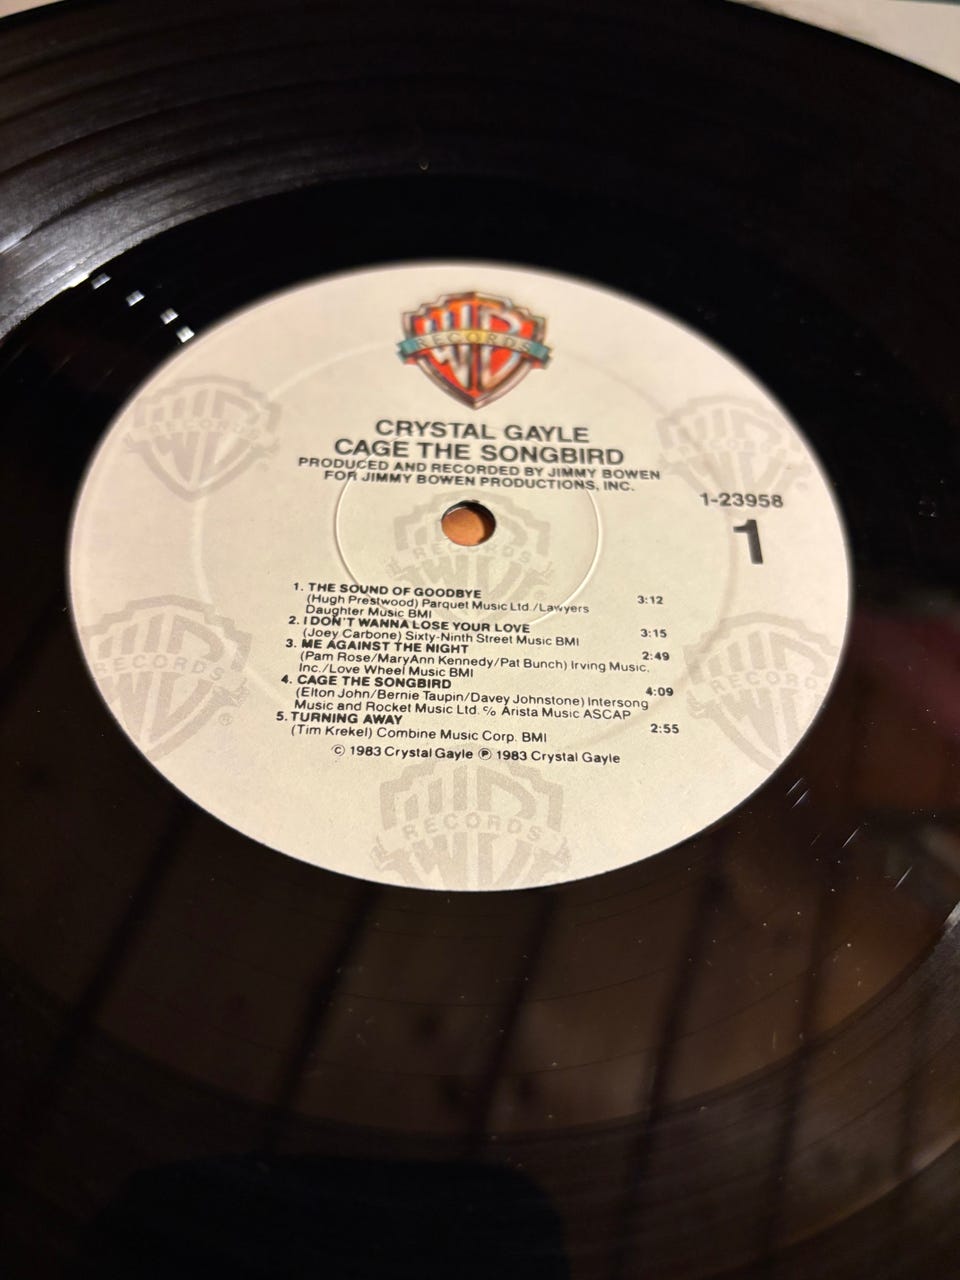 WB
RECORDS
CRYSTAL GAYLE
CAGE THE SONGBIRD
PRODUCED AND RECORDED BY JIMMY BOWEN
FOR JIMMY BOWEN PRODUCTIONS, INC.
1-23958
1
1. THE SOUND OF GOODBYE 3:12
(Hugh Prestwood) Parquet Music Ltd./Lawyers
Daughter Music BMI
2. I DON'T WANNA LOSE YOUR LOVE 3:15
(Joey Carbone) Sixty-Ninth Street Music BMI
3. ME AGAINST THE NIGHT 2:49
(Pam Rose/MaryAnn Kennedy/Pat Bunch) Irving Music,
Inc./Love Wheel Music BMI
4. CAGE THE SONGBIRD 4:09
(Elton John/Bernie Taupin/Davey Johnstone) Intersong
Music and Rocket Music Ltd. c/o Arista Music ASCAP
5. TURNING AWAY 2:55
(Tim Krekel) Combine Music Corp. BMI
© 1983 Crystal Gayle ℗ 1983 Crystal Gayle
RECORDS
RECORDS
RECORDS
RECORDS